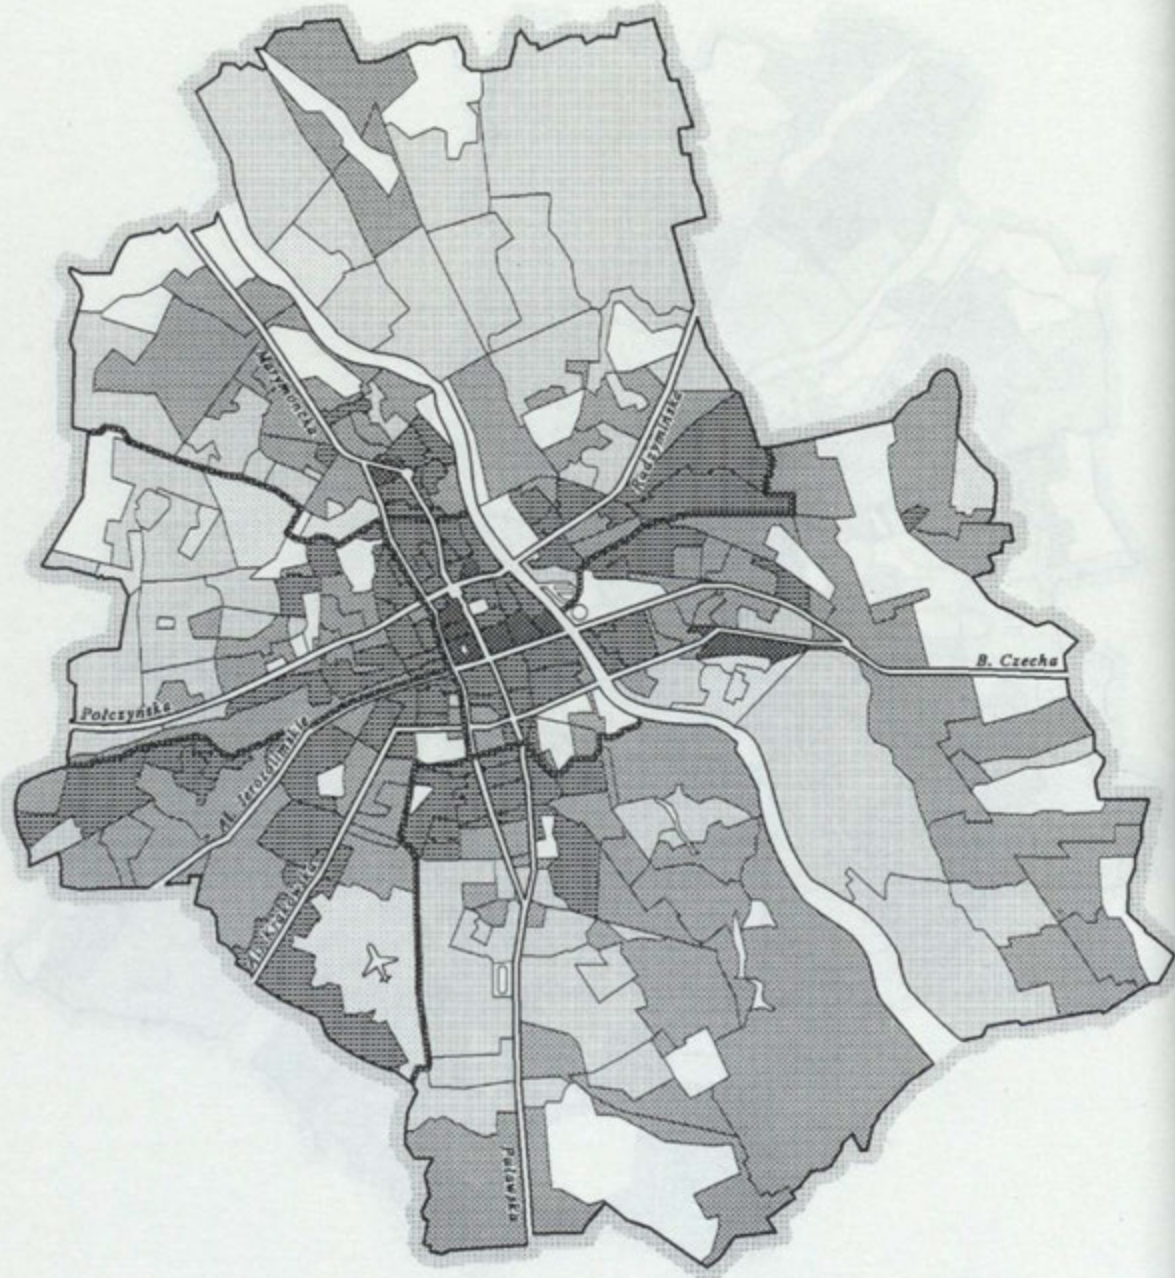 Marymoncka
Radzymińska
B. Czecha
Połczyńska
Al. Jerozolimskie
Al. Krakowska
Puławska